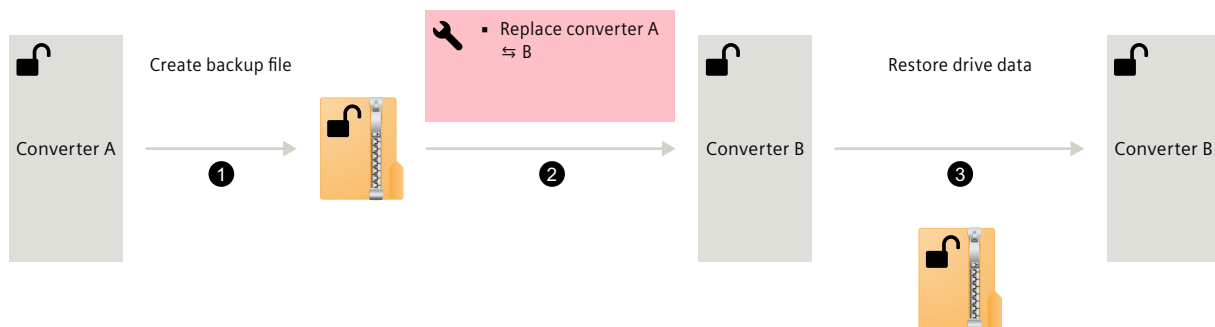 Create backup file
▪ Replace converter A
⇆ B
Restore drive data
Converter A
Converter B
Converter B
1
2
3